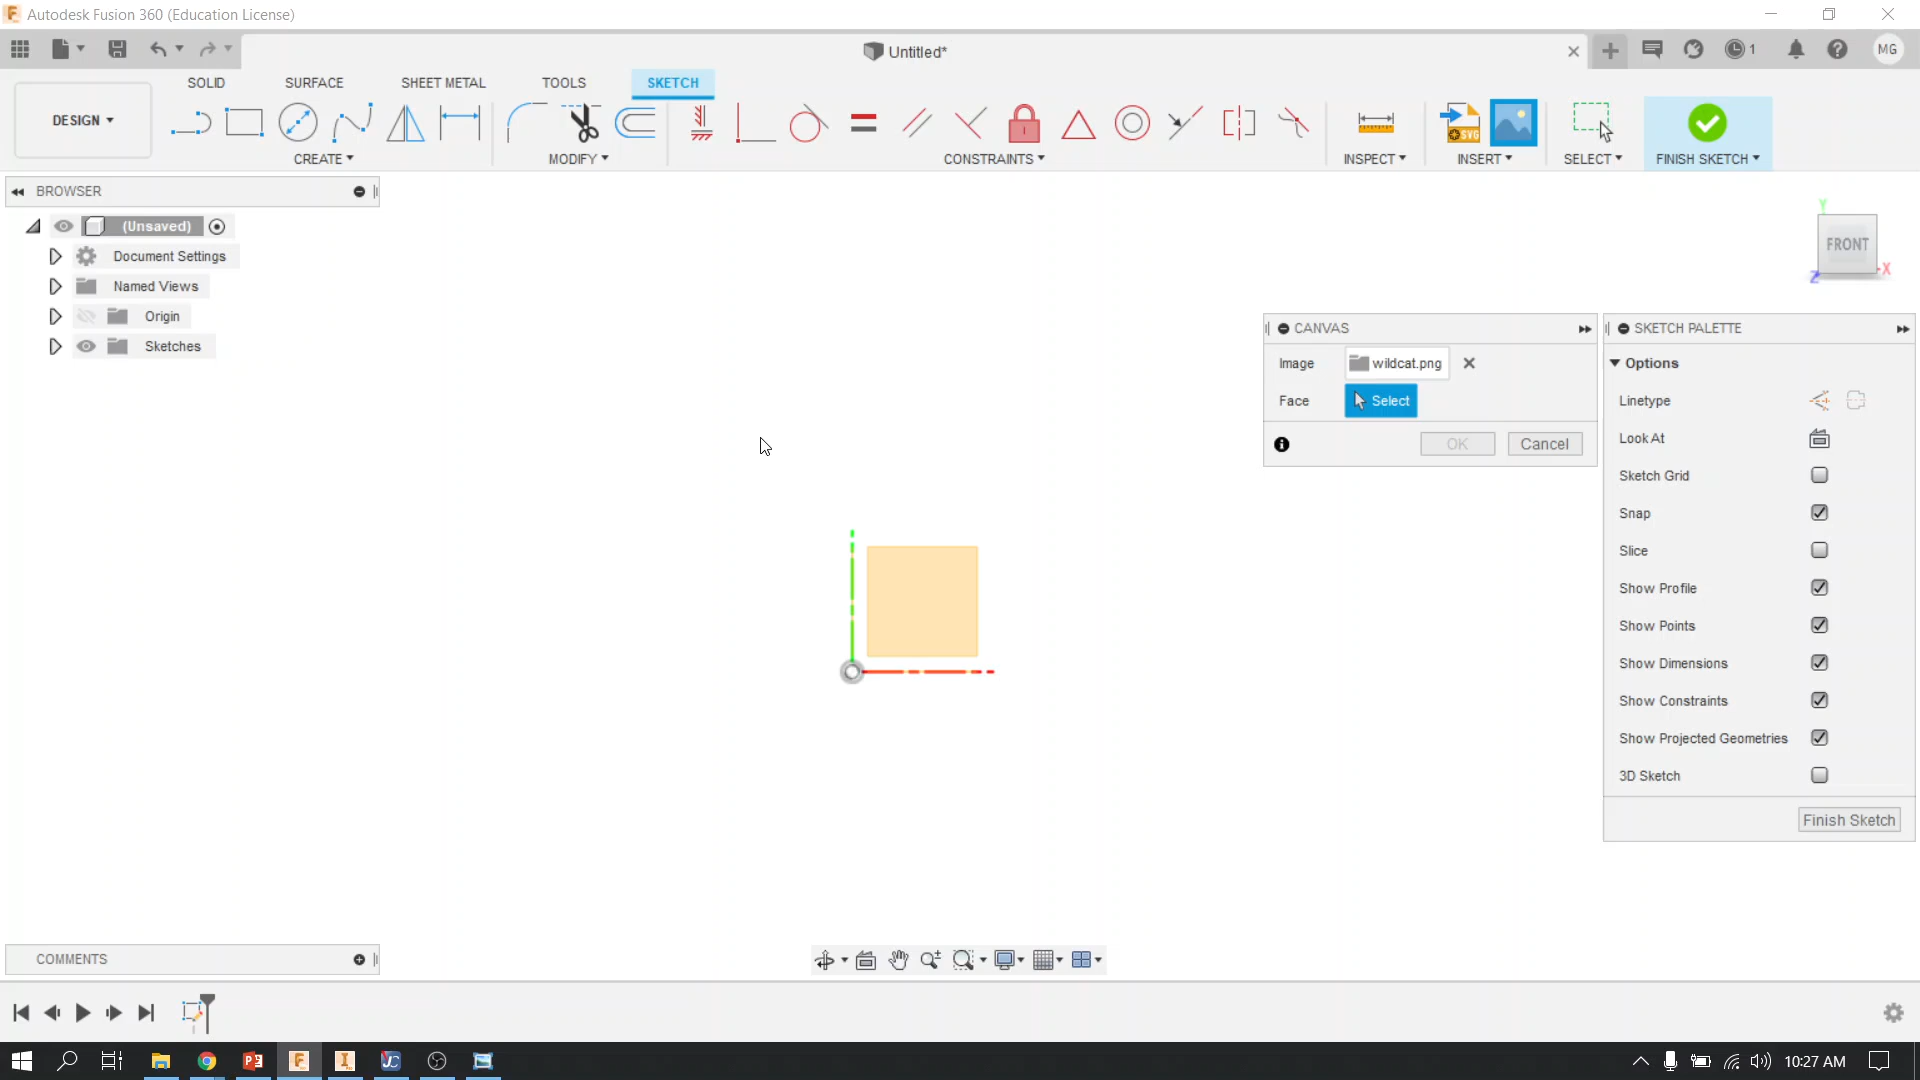 Autodesk Fusion 360 (Education License)
Untitled*
1
MG
SOLID SURFACE SHEET METAL TOOLS SKETCH
DESIGN
SVG
CREATE MODIFY CONSTRAINTS INSPECT INSERT SELECT FINISH SKETCH
BROWSER
(Unsaved)
Document Settings
Named Views
Origin
Sketches
Y
FRONT
X
Z
CANVAS
Image wildcat.png
Face Select
OK Cancel
SKETCH PALETTE
Options
Linetype
Look At
Sketch Grid
Snap
Slice
Show Profile
Show Points
Show Dimensions
Show Constraints
Show Projected Geometries
3D Sketch
Finish Sketch
COMMENTS
10:27 AM